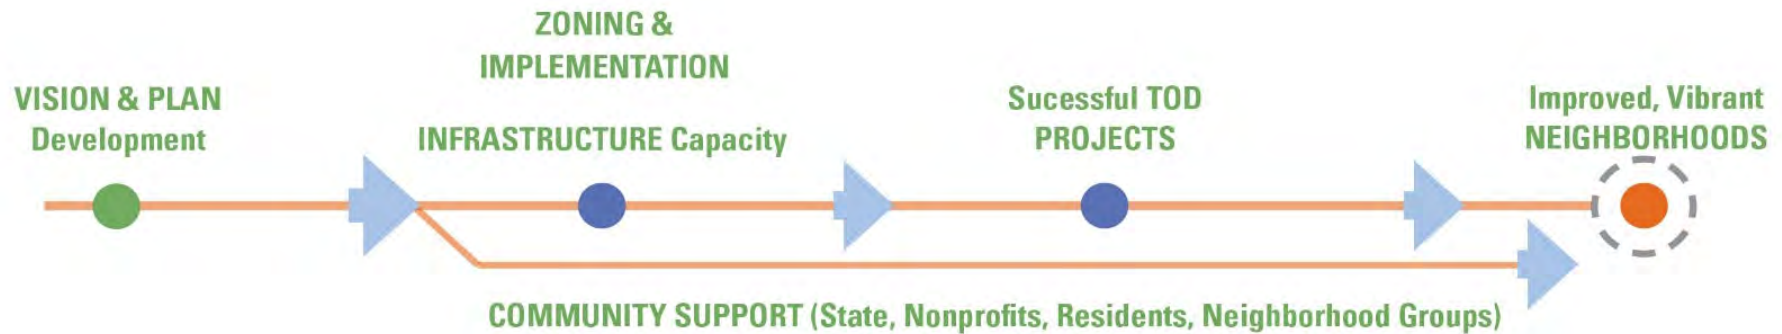 VISION & PLAN
Development
ZONING &
IMPLEMENTATION
INFRASTRUCTURE Capacity
Sucessful TOD
PROJECTS
Improved, Vibrant
NEIGHBORHOODS
COMMUNITY SUPPORT (State, Nonprofits, Residents, Neighborhood Groups)